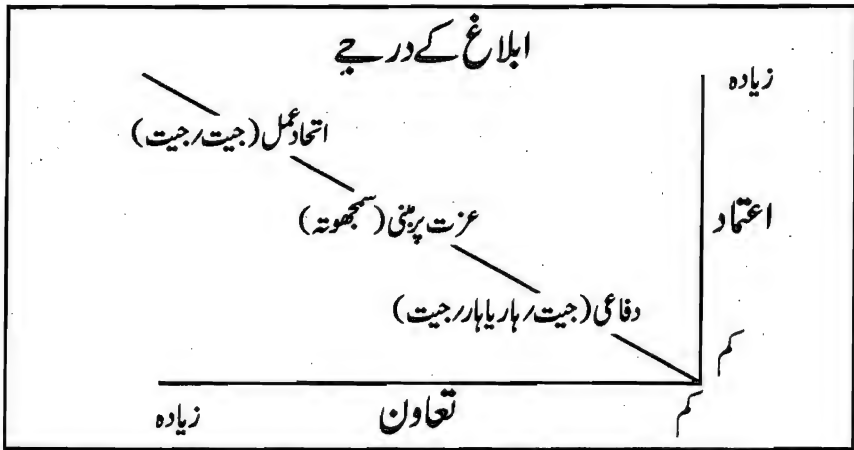 ابلاغ کے درجے
زیادہ
اتحاد عمل (جیت/جیت)
عزت پر مبنی (سمجھوتہ)
اعتماد
دفاعی (جیت/ہار یا ہار/جیت)
کم
کم
تعاون
زیادہ